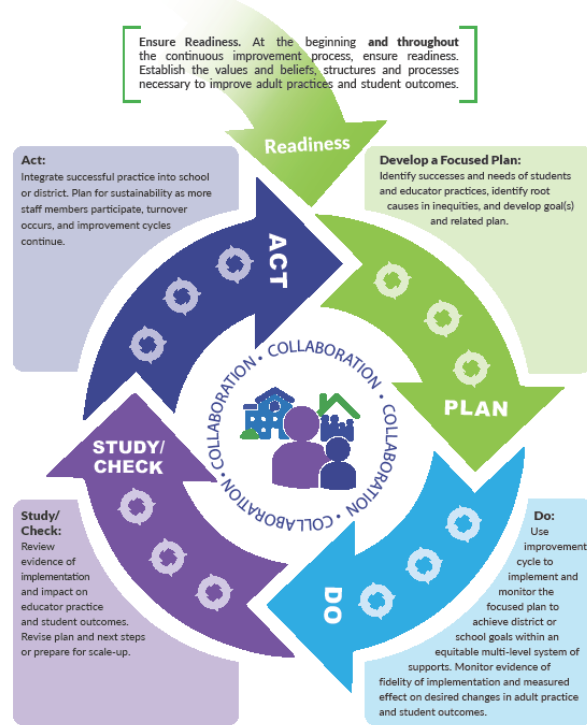 Ensure Readiness. At the beginning and throughout
the continuous improvement process, ensure readiness.
Establish the values and beliefs, structures and processes
necessary to improve adult practices and student outcomes.
Readiness
Act:
Integrate successful practice into school
or district. Plan for sustainability as more
staff members participate, turnover
occurs, and improvement cycles
continue.
Develop a Focused Plan:
Identify successes and needs of students
and educator practices, identify root
causes in inequities, and develop goal(s)
and related plan.
ACT
PLAN
COLLABORATION • COLLABORATION • COLLABORATION • COLLABORATION •
STUDY/
CHECK
DO
Study/
Check:
Review
evidence of
implementation
and impact on
educator practice
and student outcomes.
Revise plan and next steps
or prepare for scale-up.
Do:
Use
improvement
cycle to
implement and
monitor the
focused plan to
achieve district or
school goals within an
equitable multi-level system of
supports. Monitor evidence of
fidelity of implementation and measured
effect on desired changes in adult practice
and student outcomes.